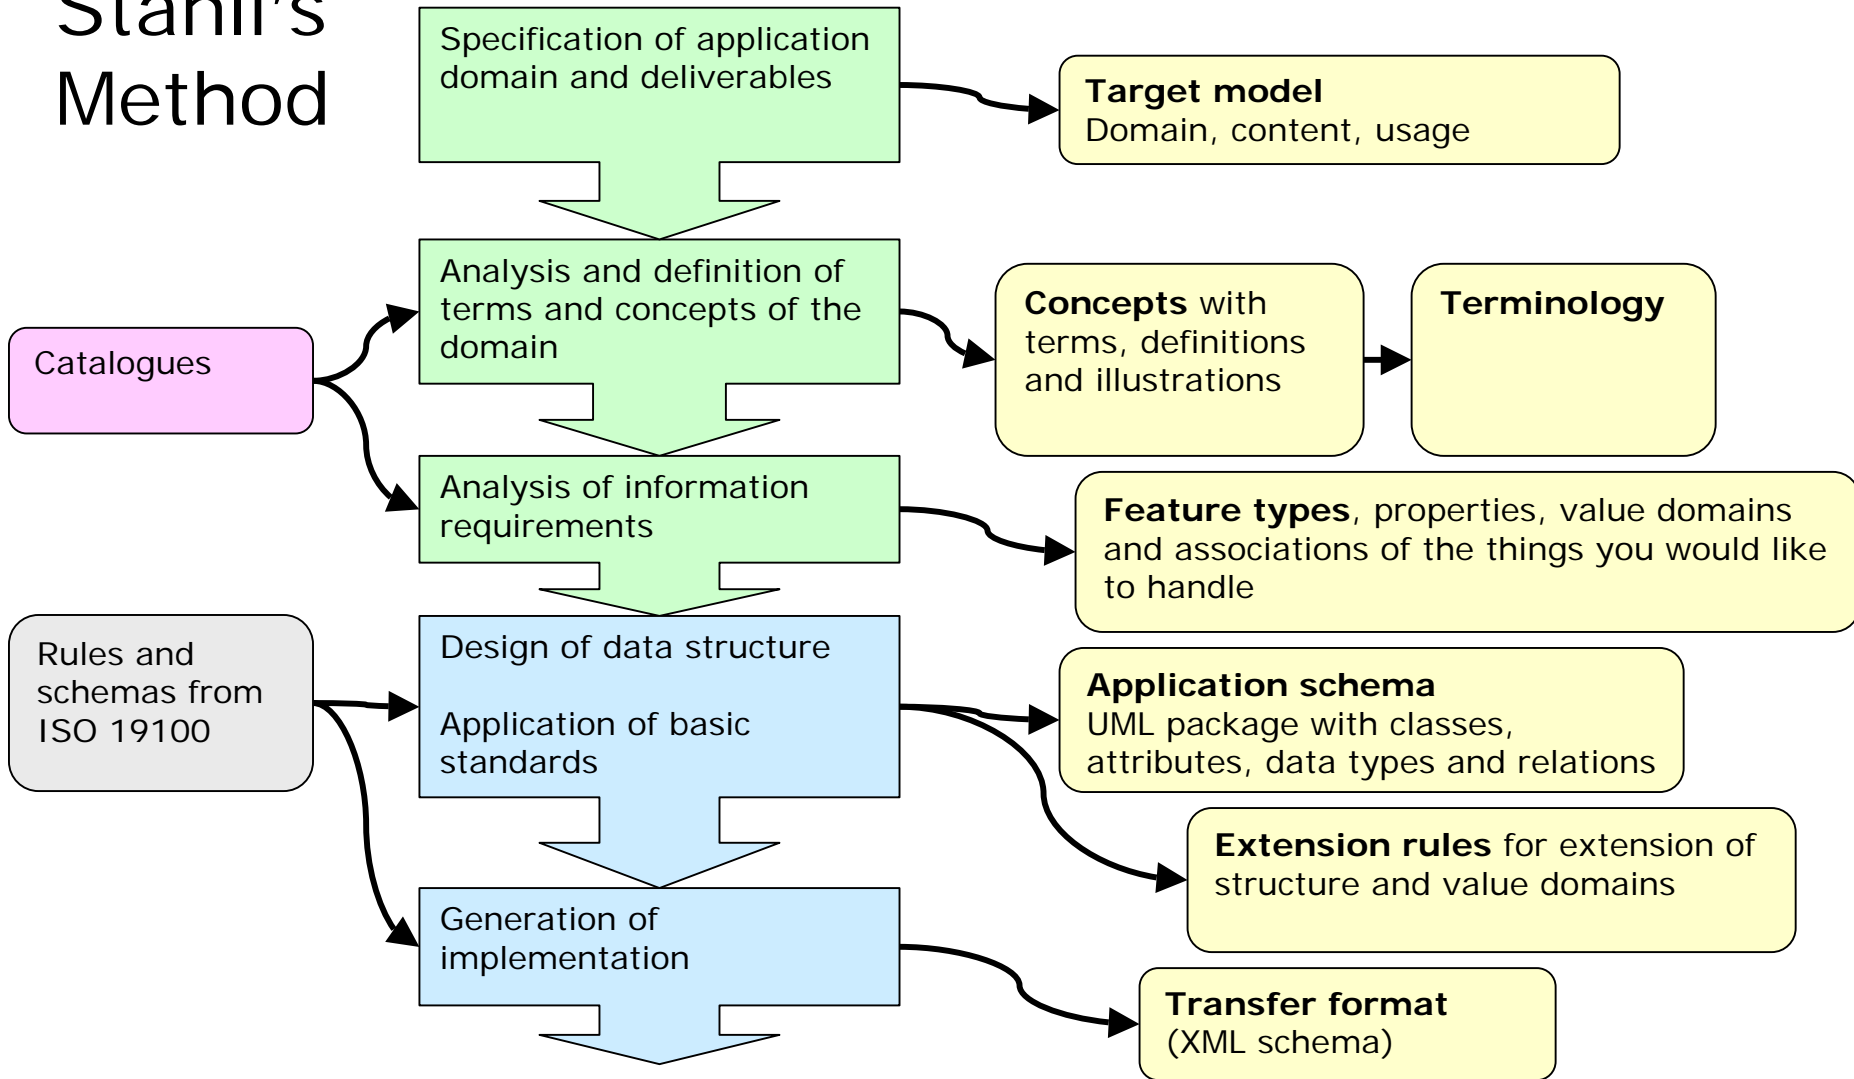 Stanli's
Method
Specification of application
domain and deliverables
Target model
Domain, content, usage
Analysis and definition of
terms and concepts of the
domain
Concepts with
terms, definitions
and illustrations
Terminology
Catalogues
Analysis of information
requirements
Feature types, properties, value domains
and associations of the things you would like
to handle
Rules and
schemas from
ISO 19100
Design of data structure
Application of basic
standards
Application schema
UML package with classes,
attributes, data types and relations
Extension rules for extension of
structure and value domains
Generation of
implementation
Transfer format
(XML schema)